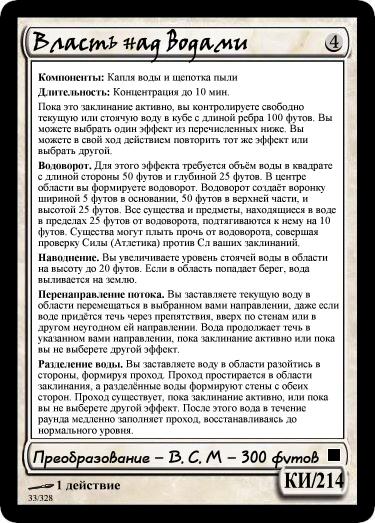 Власть над водами
4
Компоненты: Капля воды и щепотка пыли
Длительность: Концентрация до 10 мин.
Пока это заклинание активно, вы контролируете свободно
текущую или стоячую воду в кубе с длиной ребра 100 футов. Вы
можете выбрать один эффект из перечисленных ниже. Вы
можете в свой ход действием повторить тот же эффект или
выбрать другой.
Водоворот. Для этого эффекта требуется объём воды в квадрате
с длиной стороны 50 футов и глубиной 25 футов. В центре
области вы формируете водоворот. Водоворот создаёт воронку
шириной 5 футов в основании, 50 футов в верхней части, и
высотой 25 футов. Все существа и предметы, находящиеся в воде
в пределах 25 футов от водоворота, подтягиваются к нему на 10
футов. Существа могут плыть прочь от водоворота, совершая
проверку Силы (Атлетика) против Сл ваших заклинаний.
Наводнение. Вы увеличиваете уровень стоячей воды в области
на высоту до 20 футов. Если в область попадает берег, вода
выливается на землю.
Перенаправление потока. Вы заставляете текущую воду в
области перемещаться в выбранном вами направлении, даже если
воде придётся течь через препятствия, вверх по стенам или в
другом неугодном ей направлении. Вода продолжает течь в
указанном вами направлении, пока заклинание активно или пока
вы не выберете другой эффект.
Разделение воды. Вы заставляете воду в области разойтись в
стороны, формируя проход. Проход простирается в области
заклинания, а разделённые воды формируют стены с обеих
сторон. Проход существует, пока заклинание активно, или пока
вы не выберете другой эффект. После этого вода в течение
раунда медленно заполняет проход, восстанавливаясь до
нормального уровня.
Преобразование – В, С, М – 300 футов
КИ/214
1 действие
33/328